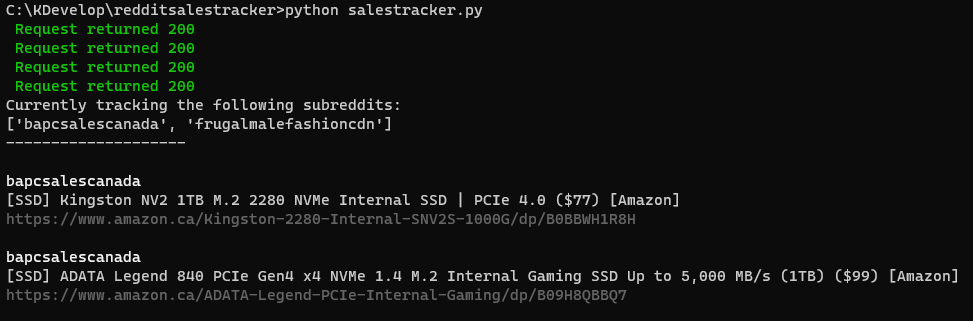 C:\KDevelop\redditsalestracker>python salestracker.py
Request returned 200
Request returned 200
Request returned 200
Request returned 200
Currently tracking the following subreddits:
['bapcsalescanada', 'frugalmalefashioncdn']
--------------------
bapcsalescanada
[SSD] Kingston NV2 1TB M.2 2280 NVMe Internal SSD | PCIe 4.0 ($77) [Amazon]
https://www.amazon.ca/Kingston-2280-Internal-SNV2S-1000G/dp/B0BBWH1R8H
bapcsalescanada
[SSD] ADATA Legend 840 PCIe Gen4 x4 NVMe 1.4 M.2 Internal Gaming SSD Up to 5,000 MB/s (1TB) ($99) [Amazon]
https://www.amazon.ca/ADATA-Legend-PCIe-Internal-Gaming/dp/B09H8QBBQ7